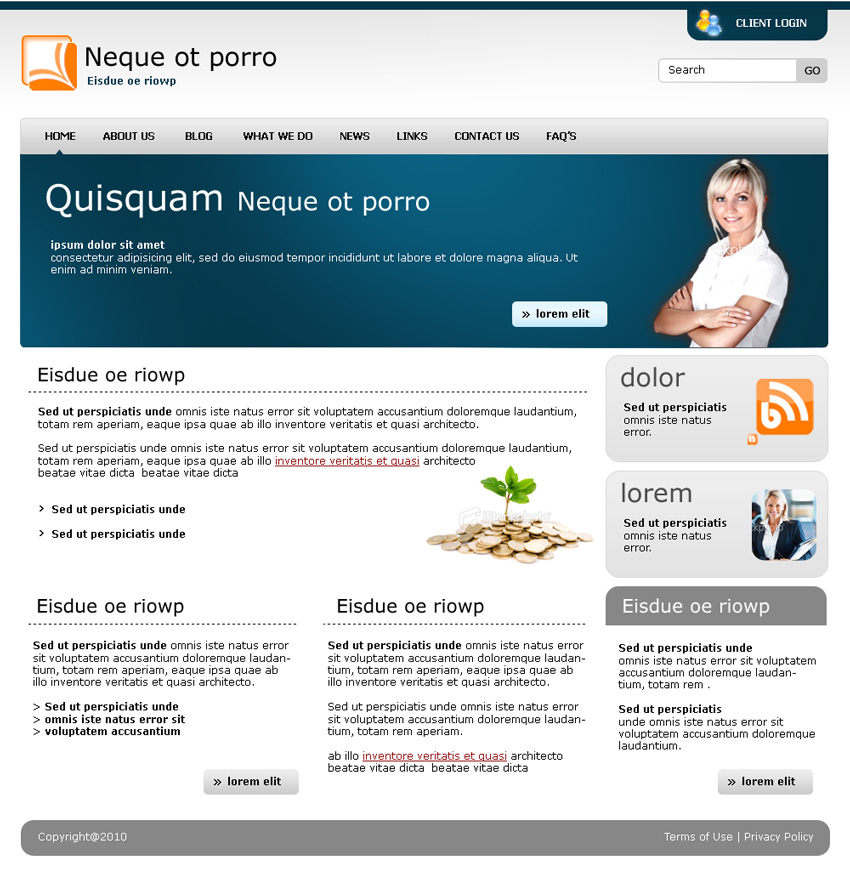 CLIENT LOGIN
Neque ot porro
Eisdue oe riowp
Search
GO
HOME ABOUT US BLOG WHAT WE DO NEWS LINKS CONTACT US FAQ'S
Quisquam Neque ot porro
ipsum dolor sit amet
consectetur adipisicing elit, sed do eiusmod tempor incididunt ut labore et dolore magna aliqua. Ut
enim ad minim veniam.
» lorem elit
Eisdue oe riowp
Sed ut perspiciatis unde omnis iste natus error sit voluptatem accusantium doloremque laudantium,
totam rem aperiam, eaque ipsa quae ab illo inventore veritatis et quasi architecto.
Sed ut perspiciatis unde omnis iste natus error sit voluptatem accusantium doloremque laudantium,
totam rem aperiam, eaque ipsa quae ab illo inventore veritatis et quasi architecto
beatae vitae dicta beatae vitae dicta
> Sed ut perspiciatis unde
> Sed ut perspiciatis unde
dolor
Sed ut perspiciatis
omnis iste natus
error.
lorem
Sed ut perspiciatis
omnis iste natus
error.
Eisdue oe riowp
Sed ut perspiciatis unde omnis iste natus error
sit voluptatem accusantium doloremque laudan-
tium, totam rem aperiam, eaque ipsa quae ab
illo inventore veritatis et quasi architecto.
> Sed ut perspiciatis unde
> omnis iste natus error sit
> voluptatem accusantium
» lorem elit
Eisdue oe riowp
Sed ut perspiciatis unde omnis iste natus error
sit voluptatem accusantium doloremque laudan-
tium, totam rem aperiam, eaque ipsa quae ab
illo inventore veritatis et quasi architecto.
Sed ut perspiciatis unde omnis iste natus error
sit voluptatem accusantium doloremque laudan-
tium, totam rem aperiam.
ab illo inventore veritatis et quasi architecto
beatae vitae dicta beatae vitae dicta
Eisdue oe riowp
Sed ut perspiciatis unde
omnis iste natus error sit voluptatem
accusantium doloremque laudan-
tium, totam rem .
Sed ut perspiciatis
unde omnis iste natus error sit
voluptatem accusantium doloremque
laudantium.
» lorem elit
Copyright@2010
Terms of Use | Privacy Policy